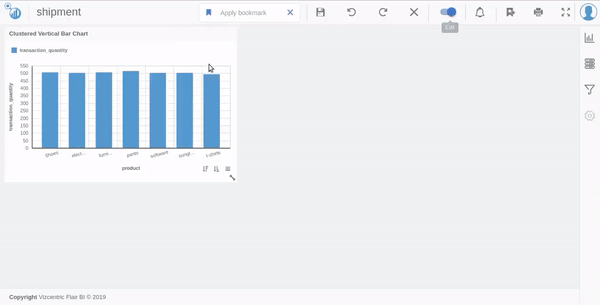 shipment
Apply bookmark
Edit
Clustered Vertical Bar Chart
transaction_quantity
transaction_quantity
550
500
450
400
350
300
250
200
150
100
50
0
Shoes
elect...
furni...
pants
software
sungl...
t-shirts
product
Copyright Vizcentric Flair BI © 2019